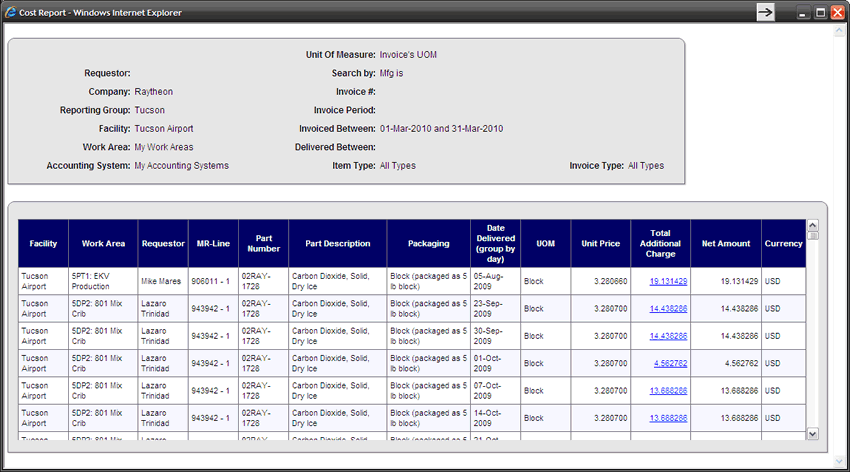 Cost Report - Windows Internet Explorer
Unit Of Measure: Invoice's UOM
Requestor: Search by: Mfg is
Company: Raytheon Invoice #:
Reporting Group: Tucson Invoice Period:
Facility: Tucson Airport Invoiced Between: 01-Mar-2010 and 31-Mar-2010
Work Area: My Work Areas Delivered Between:
Accounting System: My Accounting Systems Item Type: All Types Invoice Type: All Types
Facility Work Area Requestor MR-Line Part Number Part Description Packaging Date Delivered (group by day) UOM Unit Price Total Additional Charge Net Amount Currency
Tucson Airport 5PT1: EKV Production Mike Mares 906011 - 1 02RAY-1728 Carbon Dioxide, Solid, Dry Ice Block (packaged as 5 lb block) 05-Aug-2009 Block 3.280660 19.131429 19.131429 USD
Tucson Airport 5DP2: 801 Mix Crib Lazaro Trinidad 943942 - 1 02RAY-1728 Carbon Dioxide, Solid, Dry Ice Block (packaged as 5 lb block) 23-Sep-2009 Block 3.280700 14.438286 14.438286 USD
Tucson Airport 5DP2: 801 Mix Crib Lazaro Trinidad 943942 - 1 02RAY-1728 Carbon Dioxide, Solid, Dry Ice Block (packaged as 5 lb block) 30-Sep-2009 Block 3.280700 14.438286 14.438286 USD
Tucson Airport 5DP2: 801 Mix Crib Lazaro Trinidad 943942 - 1 02RAY-1728 Carbon Dioxide, Solid, Dry Ice Block (packaged as 5 lb block) 01-Oct-2009 Block 3.280700 4.562762 4.562762 USD
Tucson Airport 5DP2: 801 Mix Crib Lazaro Trinidad 943942 - 1 02RAY-1728 Carbon Dioxide, Solid, Dry Ice Block (packaged as 5 lb block) 07-Oct-2009 Block 3.280700 13.688286 13.688286 USD
Tucson Airport 5DP2: 801 Mix Crib Lazaro Trinidad 943942 - 1 02RAY-1728 Carbon Dioxide, Solid, Dry Ice Block (packaged as 5 lb block) 14-Oct-2009 Block 3.280700 13.688286 13.688286 USD
Tucson 5DP2: 801 Mix Lazaro 02RAY- Carbon Dioxide, Solid, Block (packaged as 5 21-Oct-